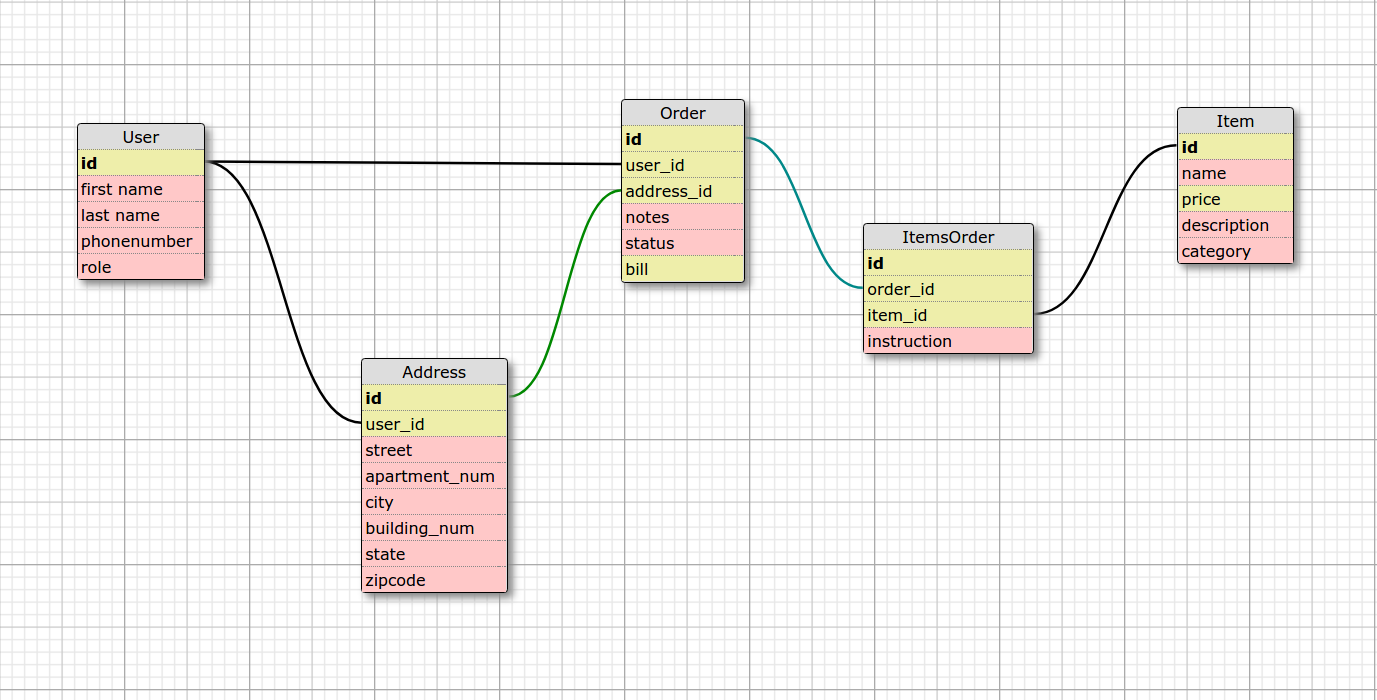 User
id
first name
last name
phonenumber
role
Order
id
user_id
address_id
notes
status
bill
Address
id
user_id
street
apartment_num
city
building_num
state
zipcode
ItemsOrder
id
order_id
item_id
instruction
Item
id
name
price
description
category